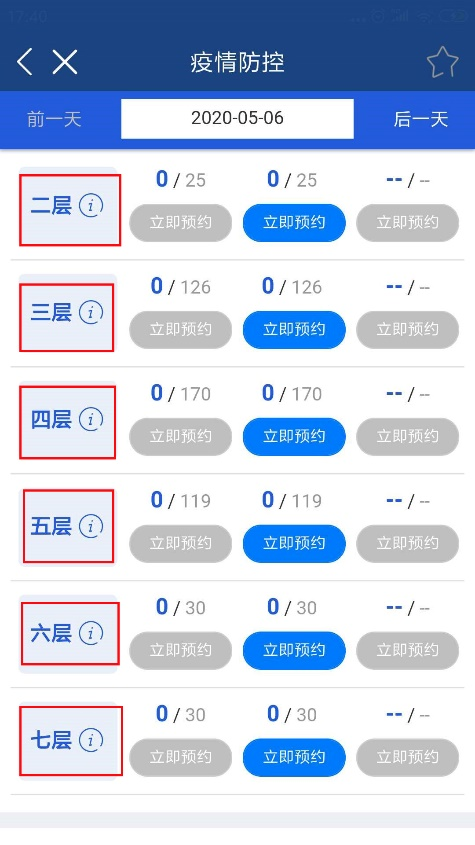 17:40
疫情防控
前一天 2020-05-06 后一天
0 / 25 0 / 25 -- / --
二层 立即预约 立即预约 立即预约
0 / 126 0 / 126 -- / --
三层 立即预约 立即预约 立即预约
0 / 170 0 / 170 -- / --
四层 立即预约 立即预约 立即预约
0 / 119 0 / 119 -- / --
五层 立即预约 立即预约 立即预约
0 / 30 0 / 30 -- / --
六层 立即预约 立即预约 立即预约
0 / 30 0 / 30 -- / --
七层 立即预约 立即预约 立即预约